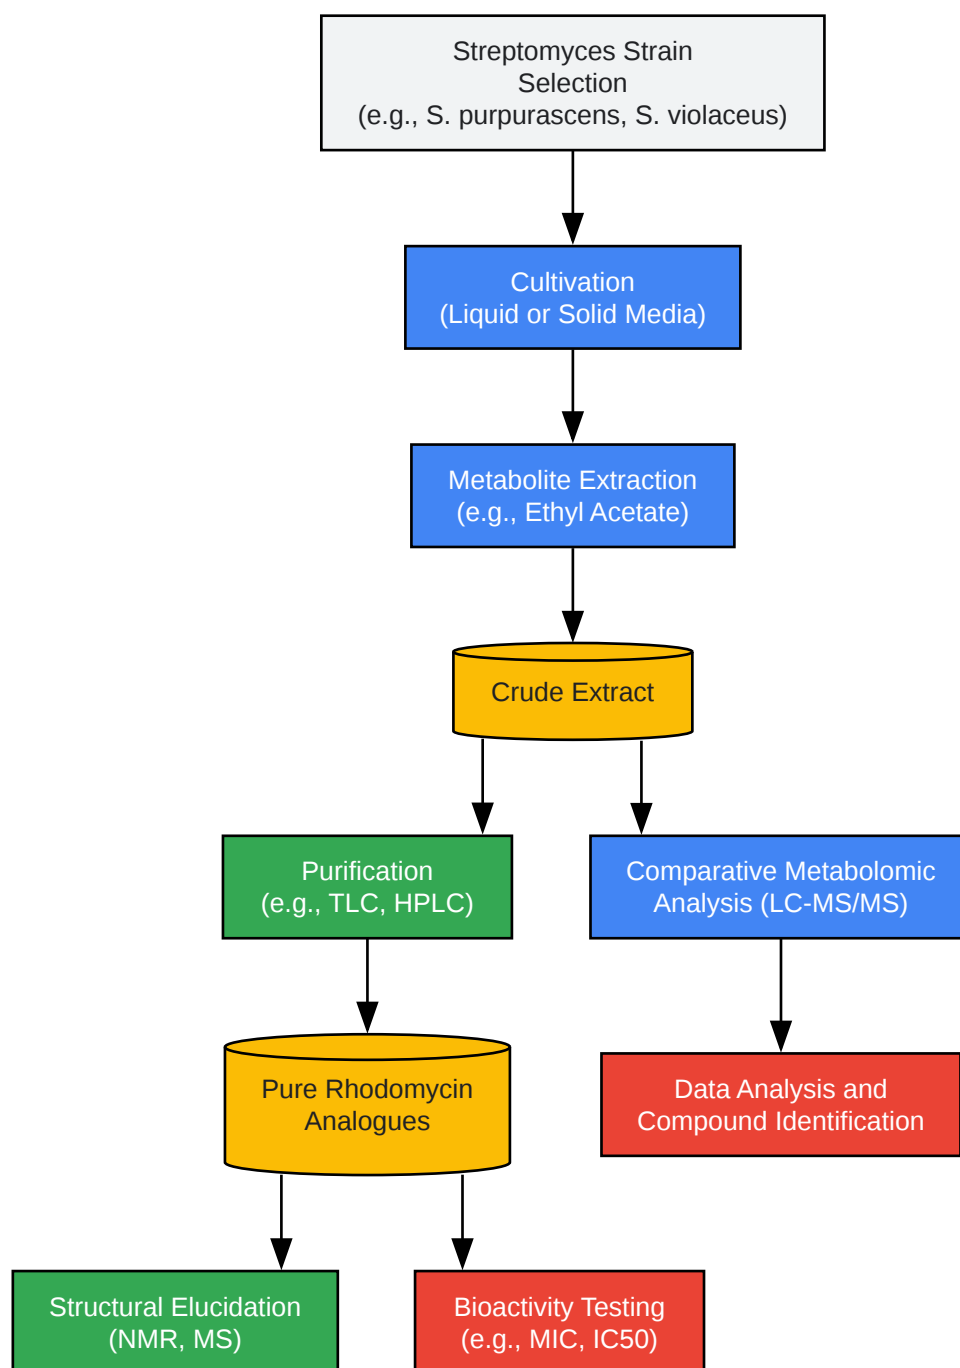 Streptomyces Strain
Selection
(e.g., S. purpurascens, S. violaceus)
Cultivation
(Liquid or Solid Media)
Metabolite Extraction
(e.g., Ethyl Acetate)
Crude Extract
Purification
(e.g., TLC, HPLC)
Comparative Metabolomic
Analysis (LC-MS/MS)
Pure Rhodomycin
Analogues
Data Analysis and
Compound Identification
Structural Elucidation
(NMR, MS)
Bioactivity Testing
(e.g., MIC, IC50)